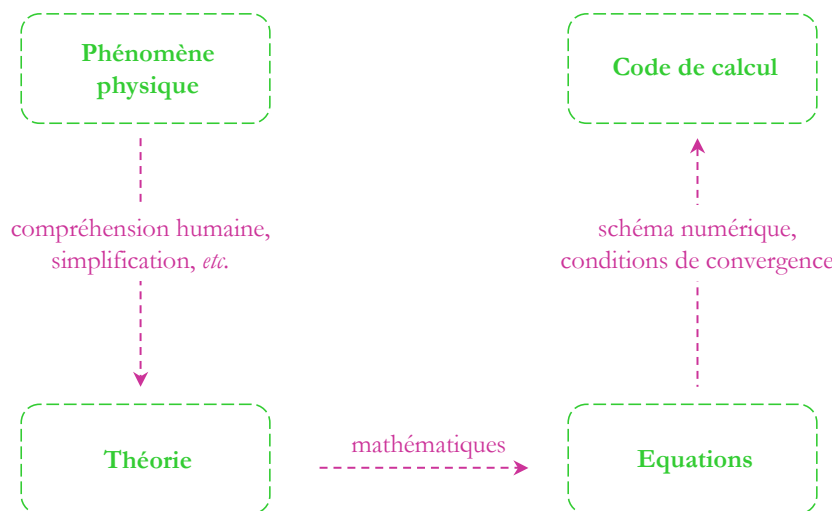 Phénomène
physique
Code de calcul
compréhension humaine,
simplification, etc.
schéma numérique,
conditions de convergence
Théorie
mathématiques
Equations